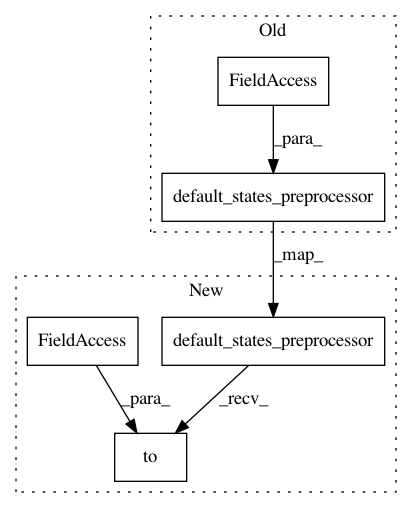 Old
FieldAccess
_para_
default_states_preprocessor
_map_
New
FieldAccess
default_states_preprocessor
_para_
_recv_
to